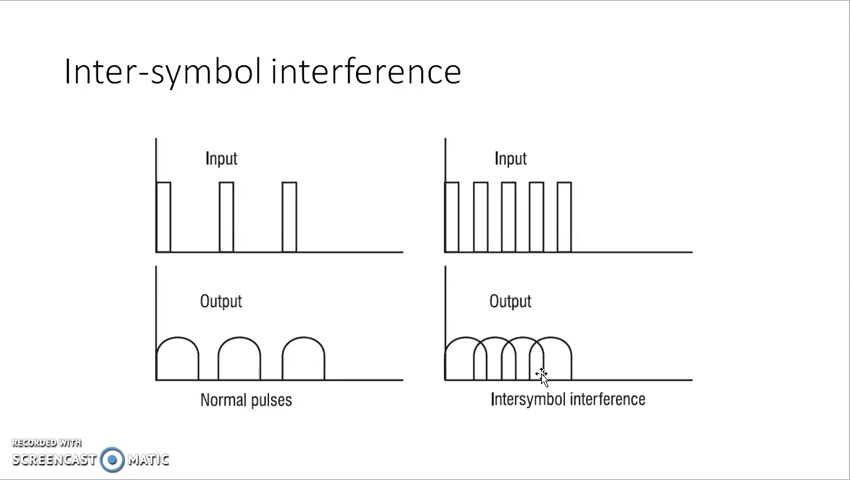 Inter-symbol interference
Input
Input
Output
Output
Normal pulses
Intersymbol interference
RECORDED WITH
SCREENCAST MATIC